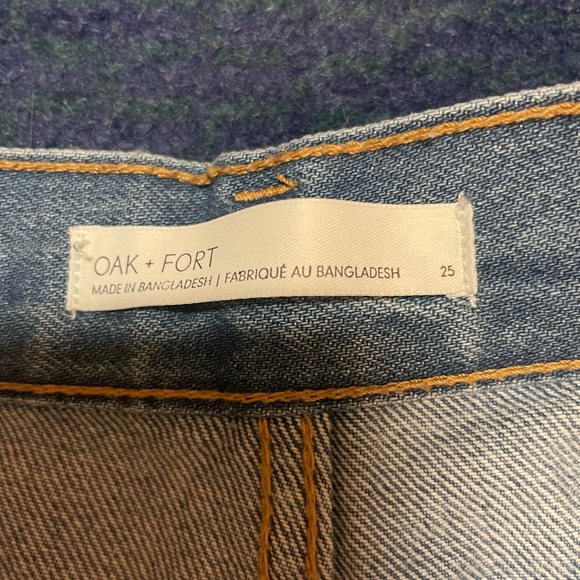 OAK + FORT
MADE IN BANGLADESH | FABRIQUÉ AU BANGLADESH 25